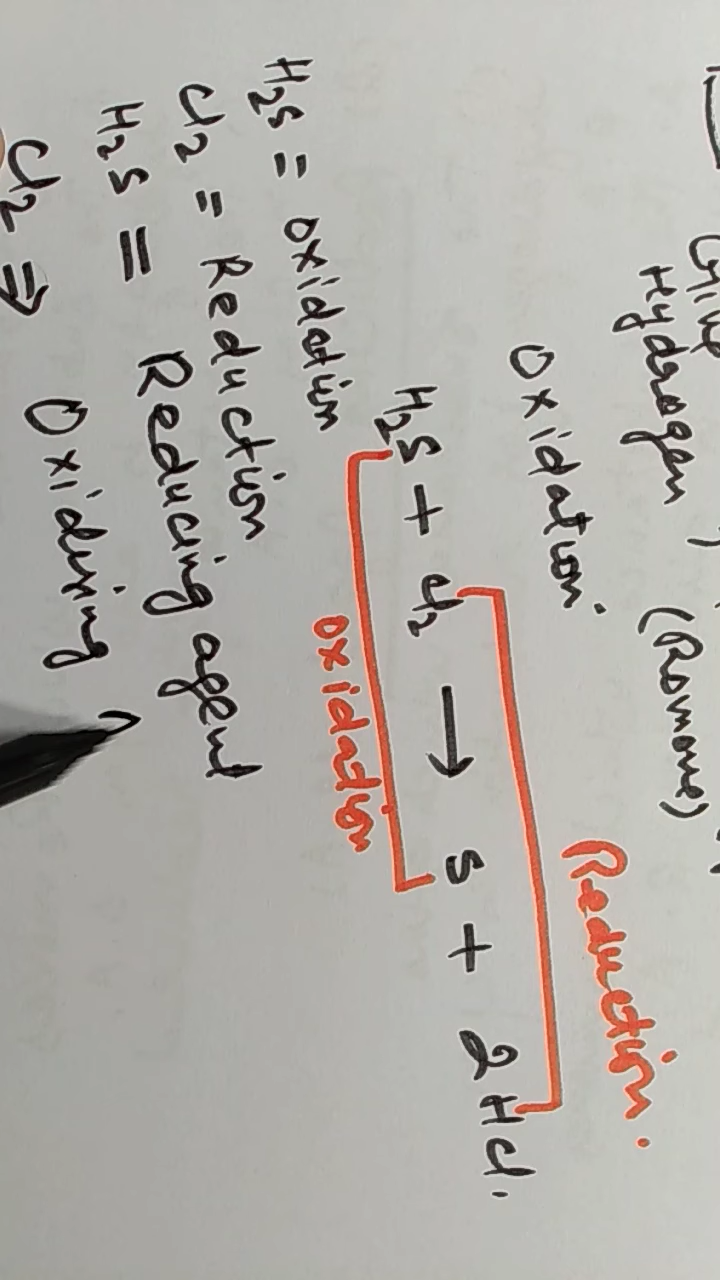 Hydrogen, (Remove)
oxidation.
Reduction.
H2S + Cl2 → S + 2HCl.
oxidation
H2S = oxidation
Cl2 = Reduction
H2S = Reducing agent
Cl2 ⇒ Oxidising